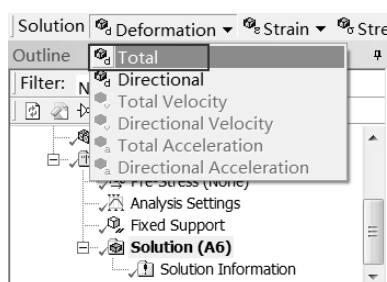 Solution Deformation Strain Stre
Outline
Filter:
Total
Directional
Total Velocity
Directional Velocity
Total Acceleration
Directional Acceleration
Pre-Stress (None)
Analysis Settings
Fixed Support
Solution (A6)
Solution Information